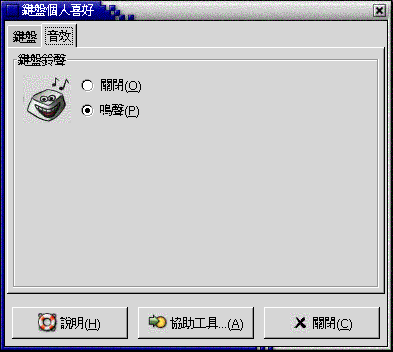 鍵盤個人喜好
鍵盤 音效
鍵盤鈴聲
關閉(O)
鳴聲(P)
說明(H) 協助工具...(A) 關閉(C)